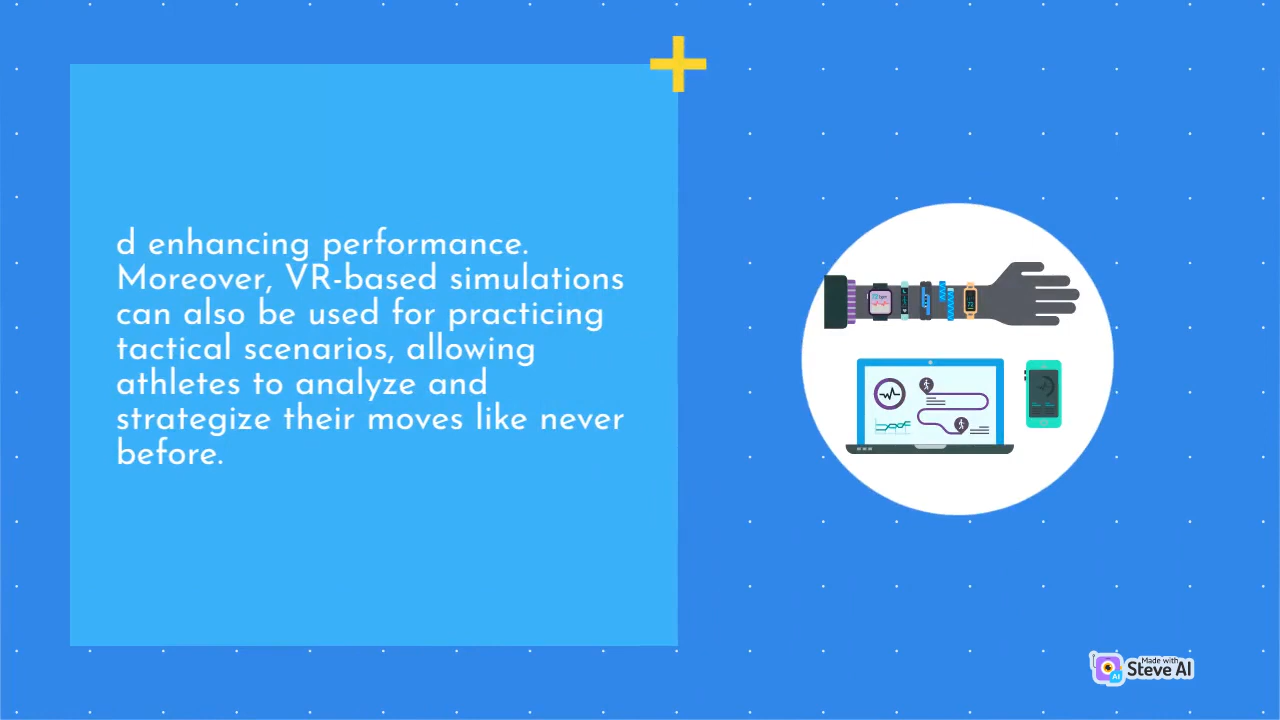 d enhancing performance.
Moreover, VR-based simulations
can also be used for practicing
tactical scenarios, allowing
athletes to analyze and
strategize their moves like never
before.
Made with
Steve AI
AI